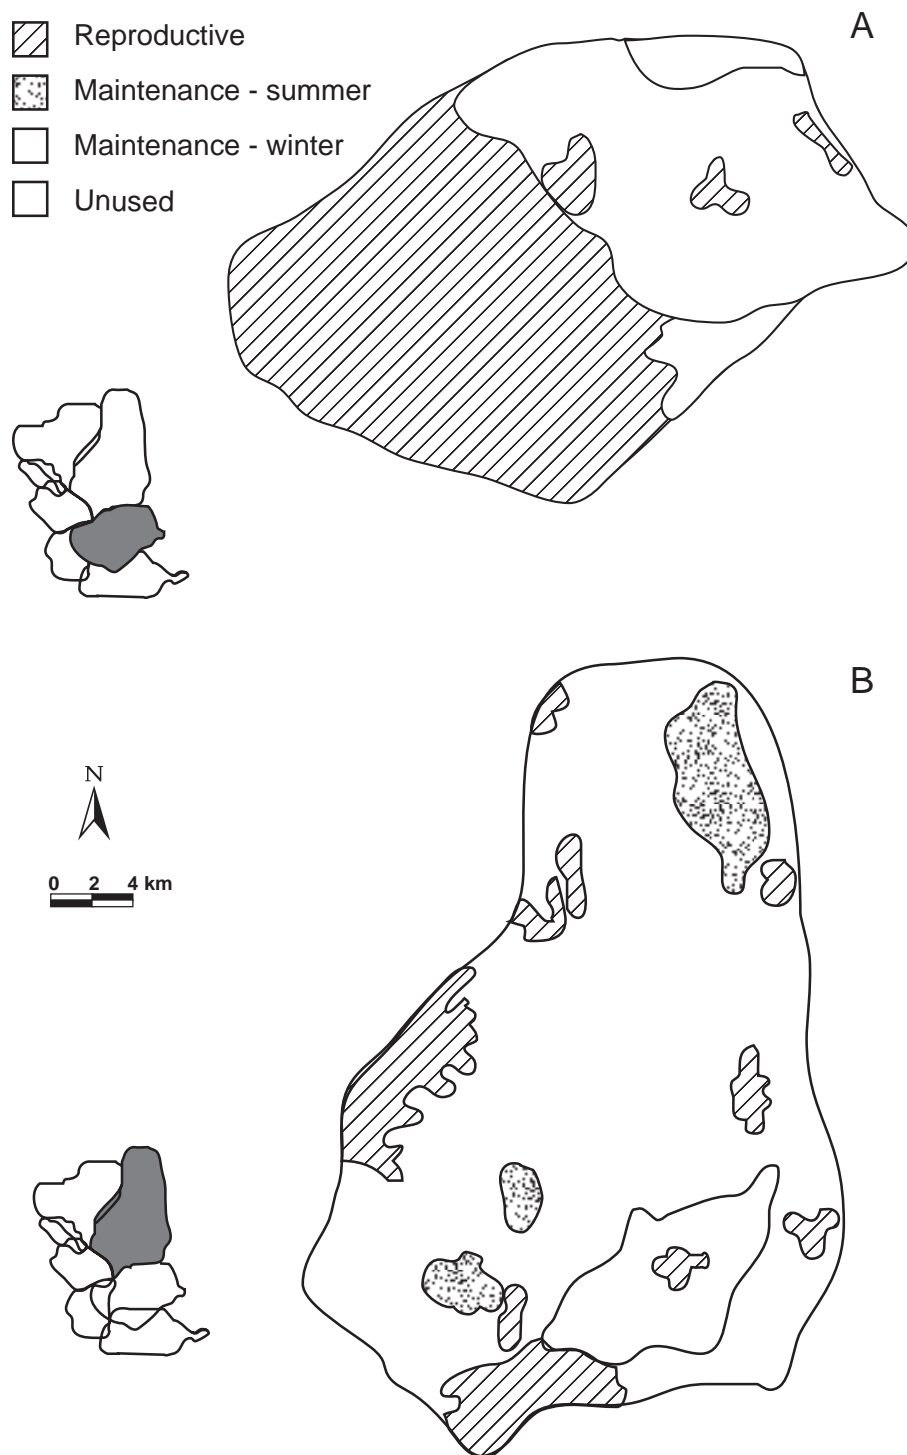 A
Reproductive
Maintenance - summer
Maintenance - winter
Unused
B
N
0 2 4 km